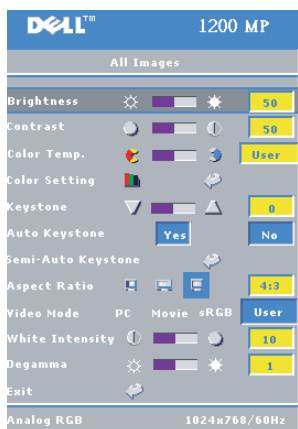 DELL™ 1200 MP
All Images
Brightness 50
Contrast 50
Color Temp. User
Color Setting
Keystone 0
Auto Keystone Yes No
Semi-Auto Keystone
Aspect Ratio 4:3
Video Mode PC Movie sRGB User
White Intensity 10
Degamma 1
Exit
Analog RGB 1024x768/60Hz